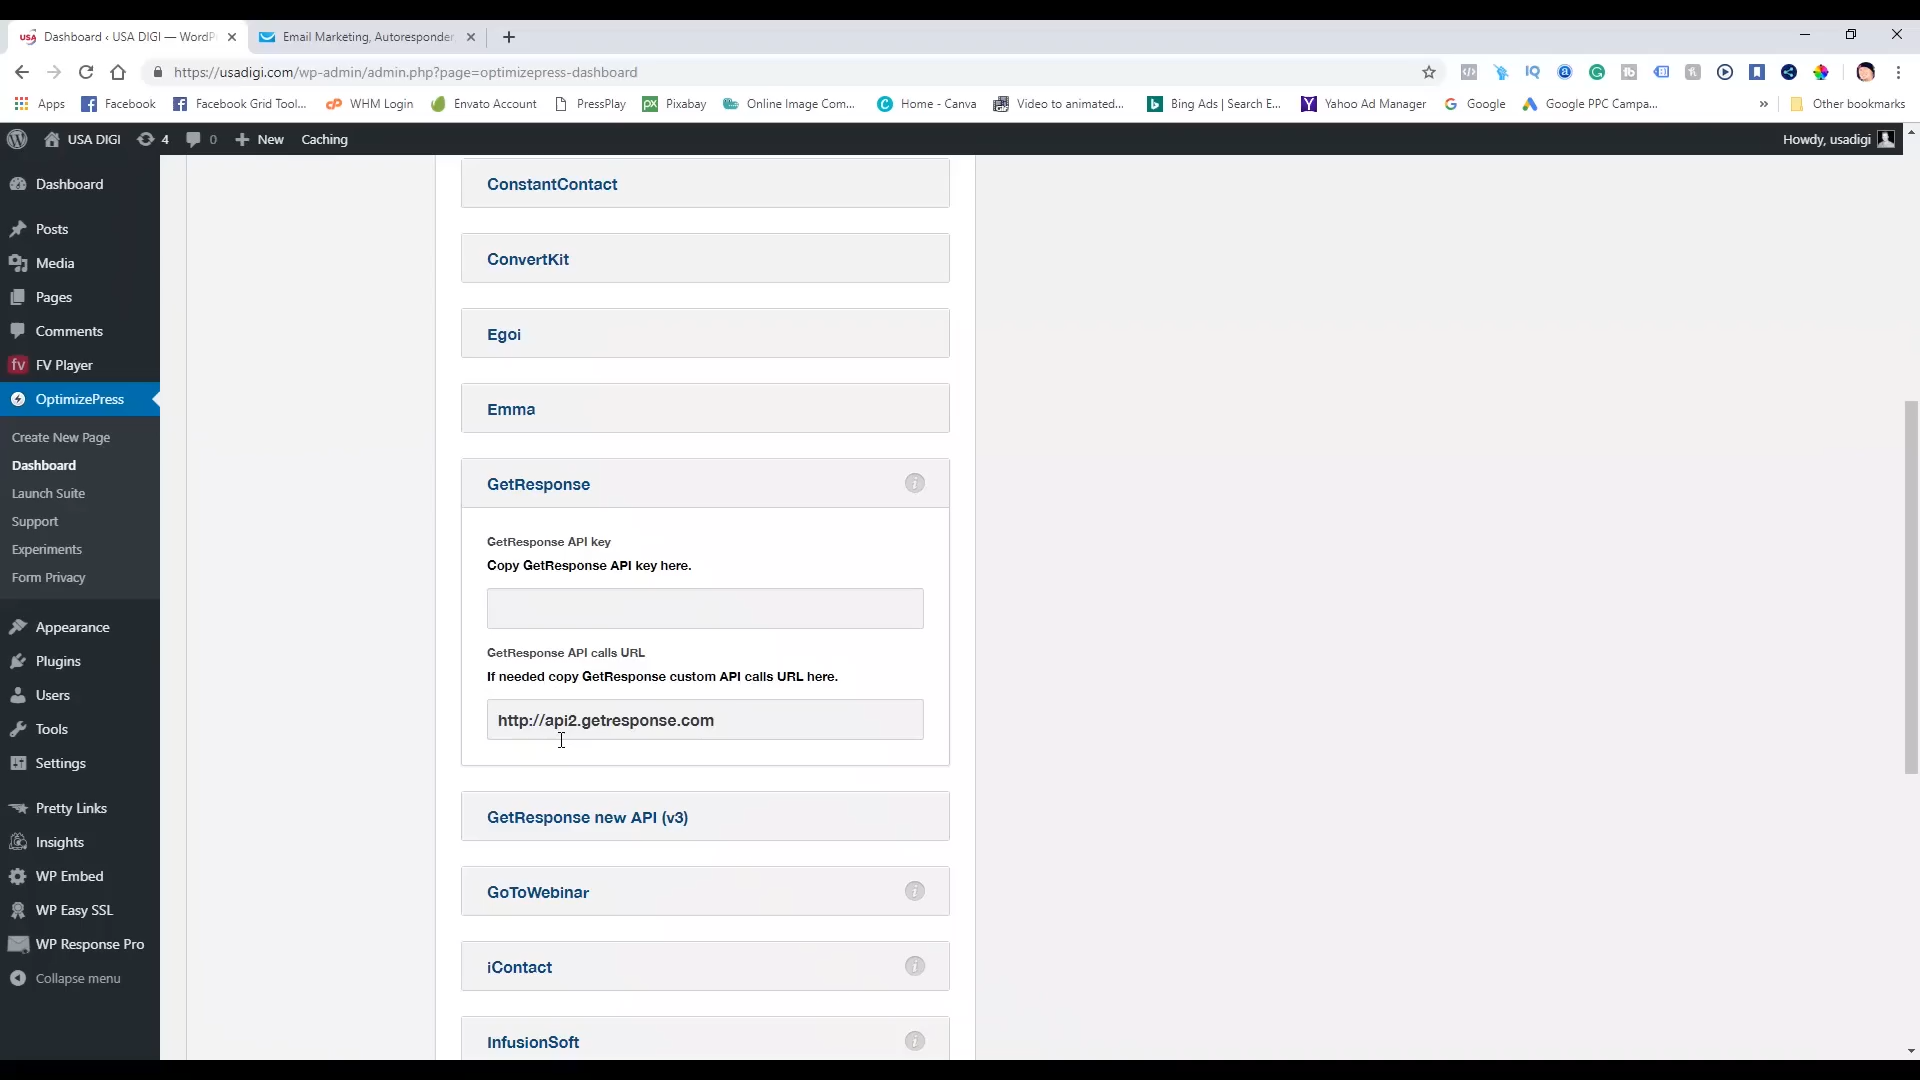 USA Dashboard ‹ USA DIGI — WordP
Email Marketing, Autoresponder,
https://usadigi.com/wp-admin/admin.php?page=optimizepress-dashboard
Apps Facebook Facebook Grid Tool... WHM Login Envato Account PressPlay Pixabay Online Image Com... Home - Canva Video to animated... Bing Ads | Search E... Yahoo Ad Manager Google Google PPC Campa... » Other bookmarks
USA DIGI 4 0 New Caching Howdy, usadigi
Dashboard
Posts
Media
Pages
Comments
fv FV Player
OptimizePress
Create New Page
Dashboard
Launch Suite
Support
Experiments
Form Privacy
Appearance
Plugins
Users
Tools
Settings
Pretty Links
Insights
WP Embed
WP Easy SSL
WP Response Pro
Collapse menu
ConstantContact
ConvertKit
Egoi
Emma
GetResponse
GetResponse API key
Copy GetResponse API key here.
GetResponse API calls URL
If needed copy GetResponse custom API calls URL here.
http://api2.getresponse.com
GetResponse new API (v3)
GoToWebinar
iContact
InfusionSoft